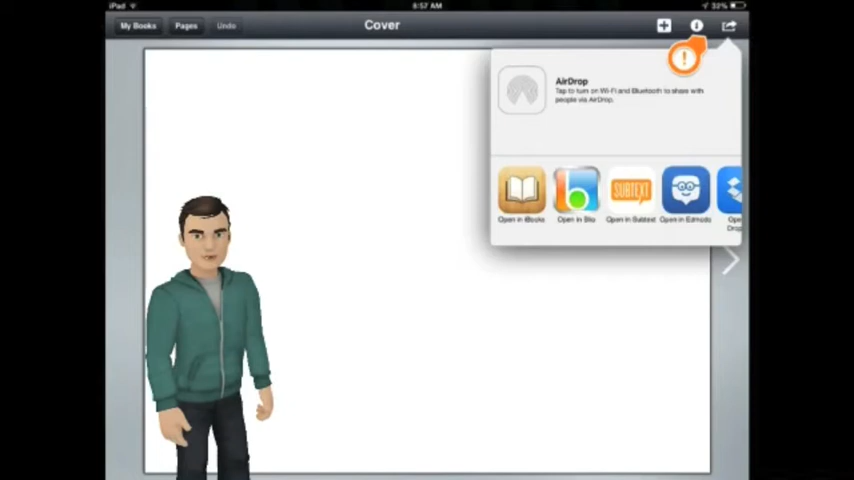 iPad
8:57 AM
32%
My Books
Pages
Undo
Cover
AirDrop
Tap to turn on Wi-Fi and Bluetooth to share with
people via AirDrop.
SUBTEXT
Open in iBooks
Open in Blio
Open in Subtext
Open in Edmodo
Open
Drop